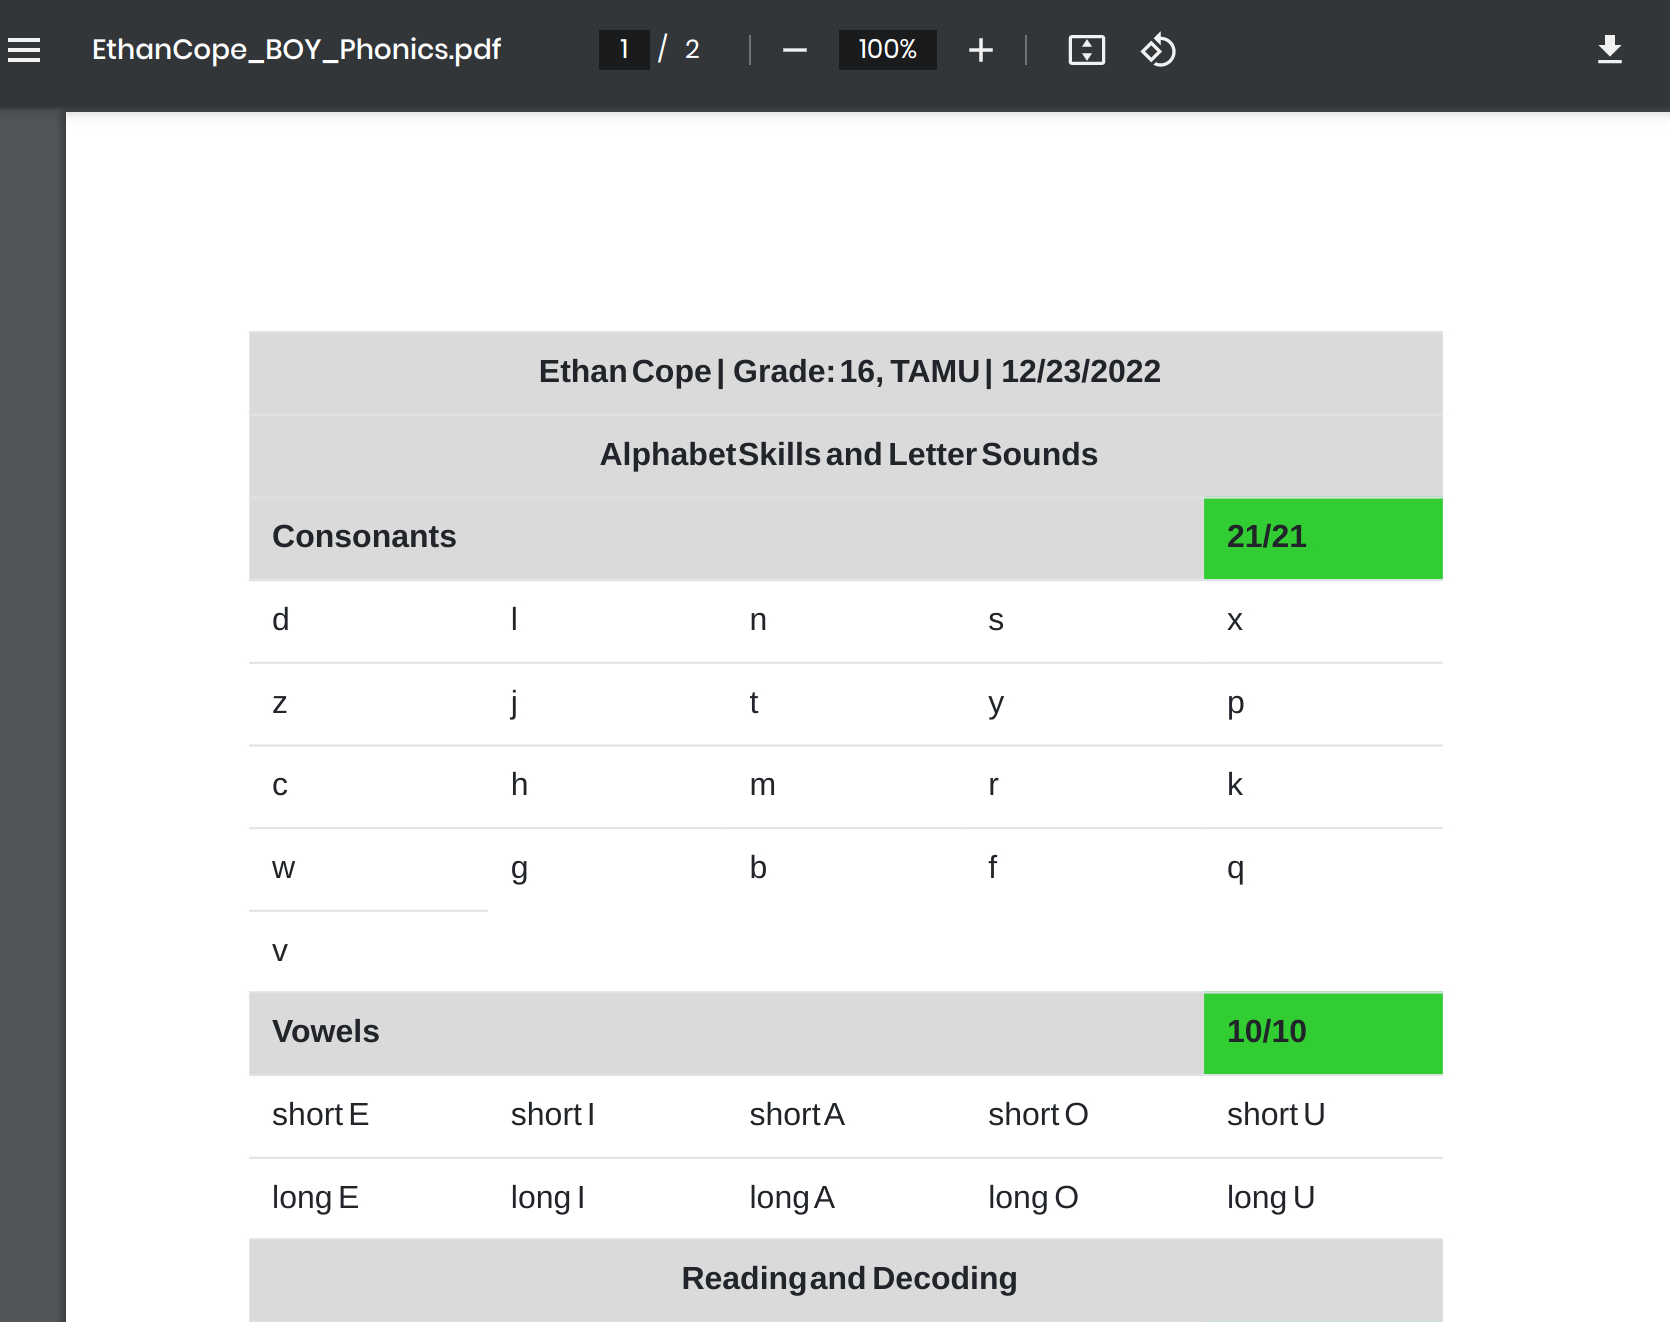 EthanCope_BOY_Phonics.pdf 1 / 2 100%
Ethan Cope | Grade: 16, TAMU | 12/23/2022
Alphabet Skills and Letter Sounds
Consonants 21/21
d l n s x
z j t y p
c h m r k
w g b f q
v
Vowels 10/10
short E short I short A short O short U
long E long I long A long O long U
Reading and Decoding